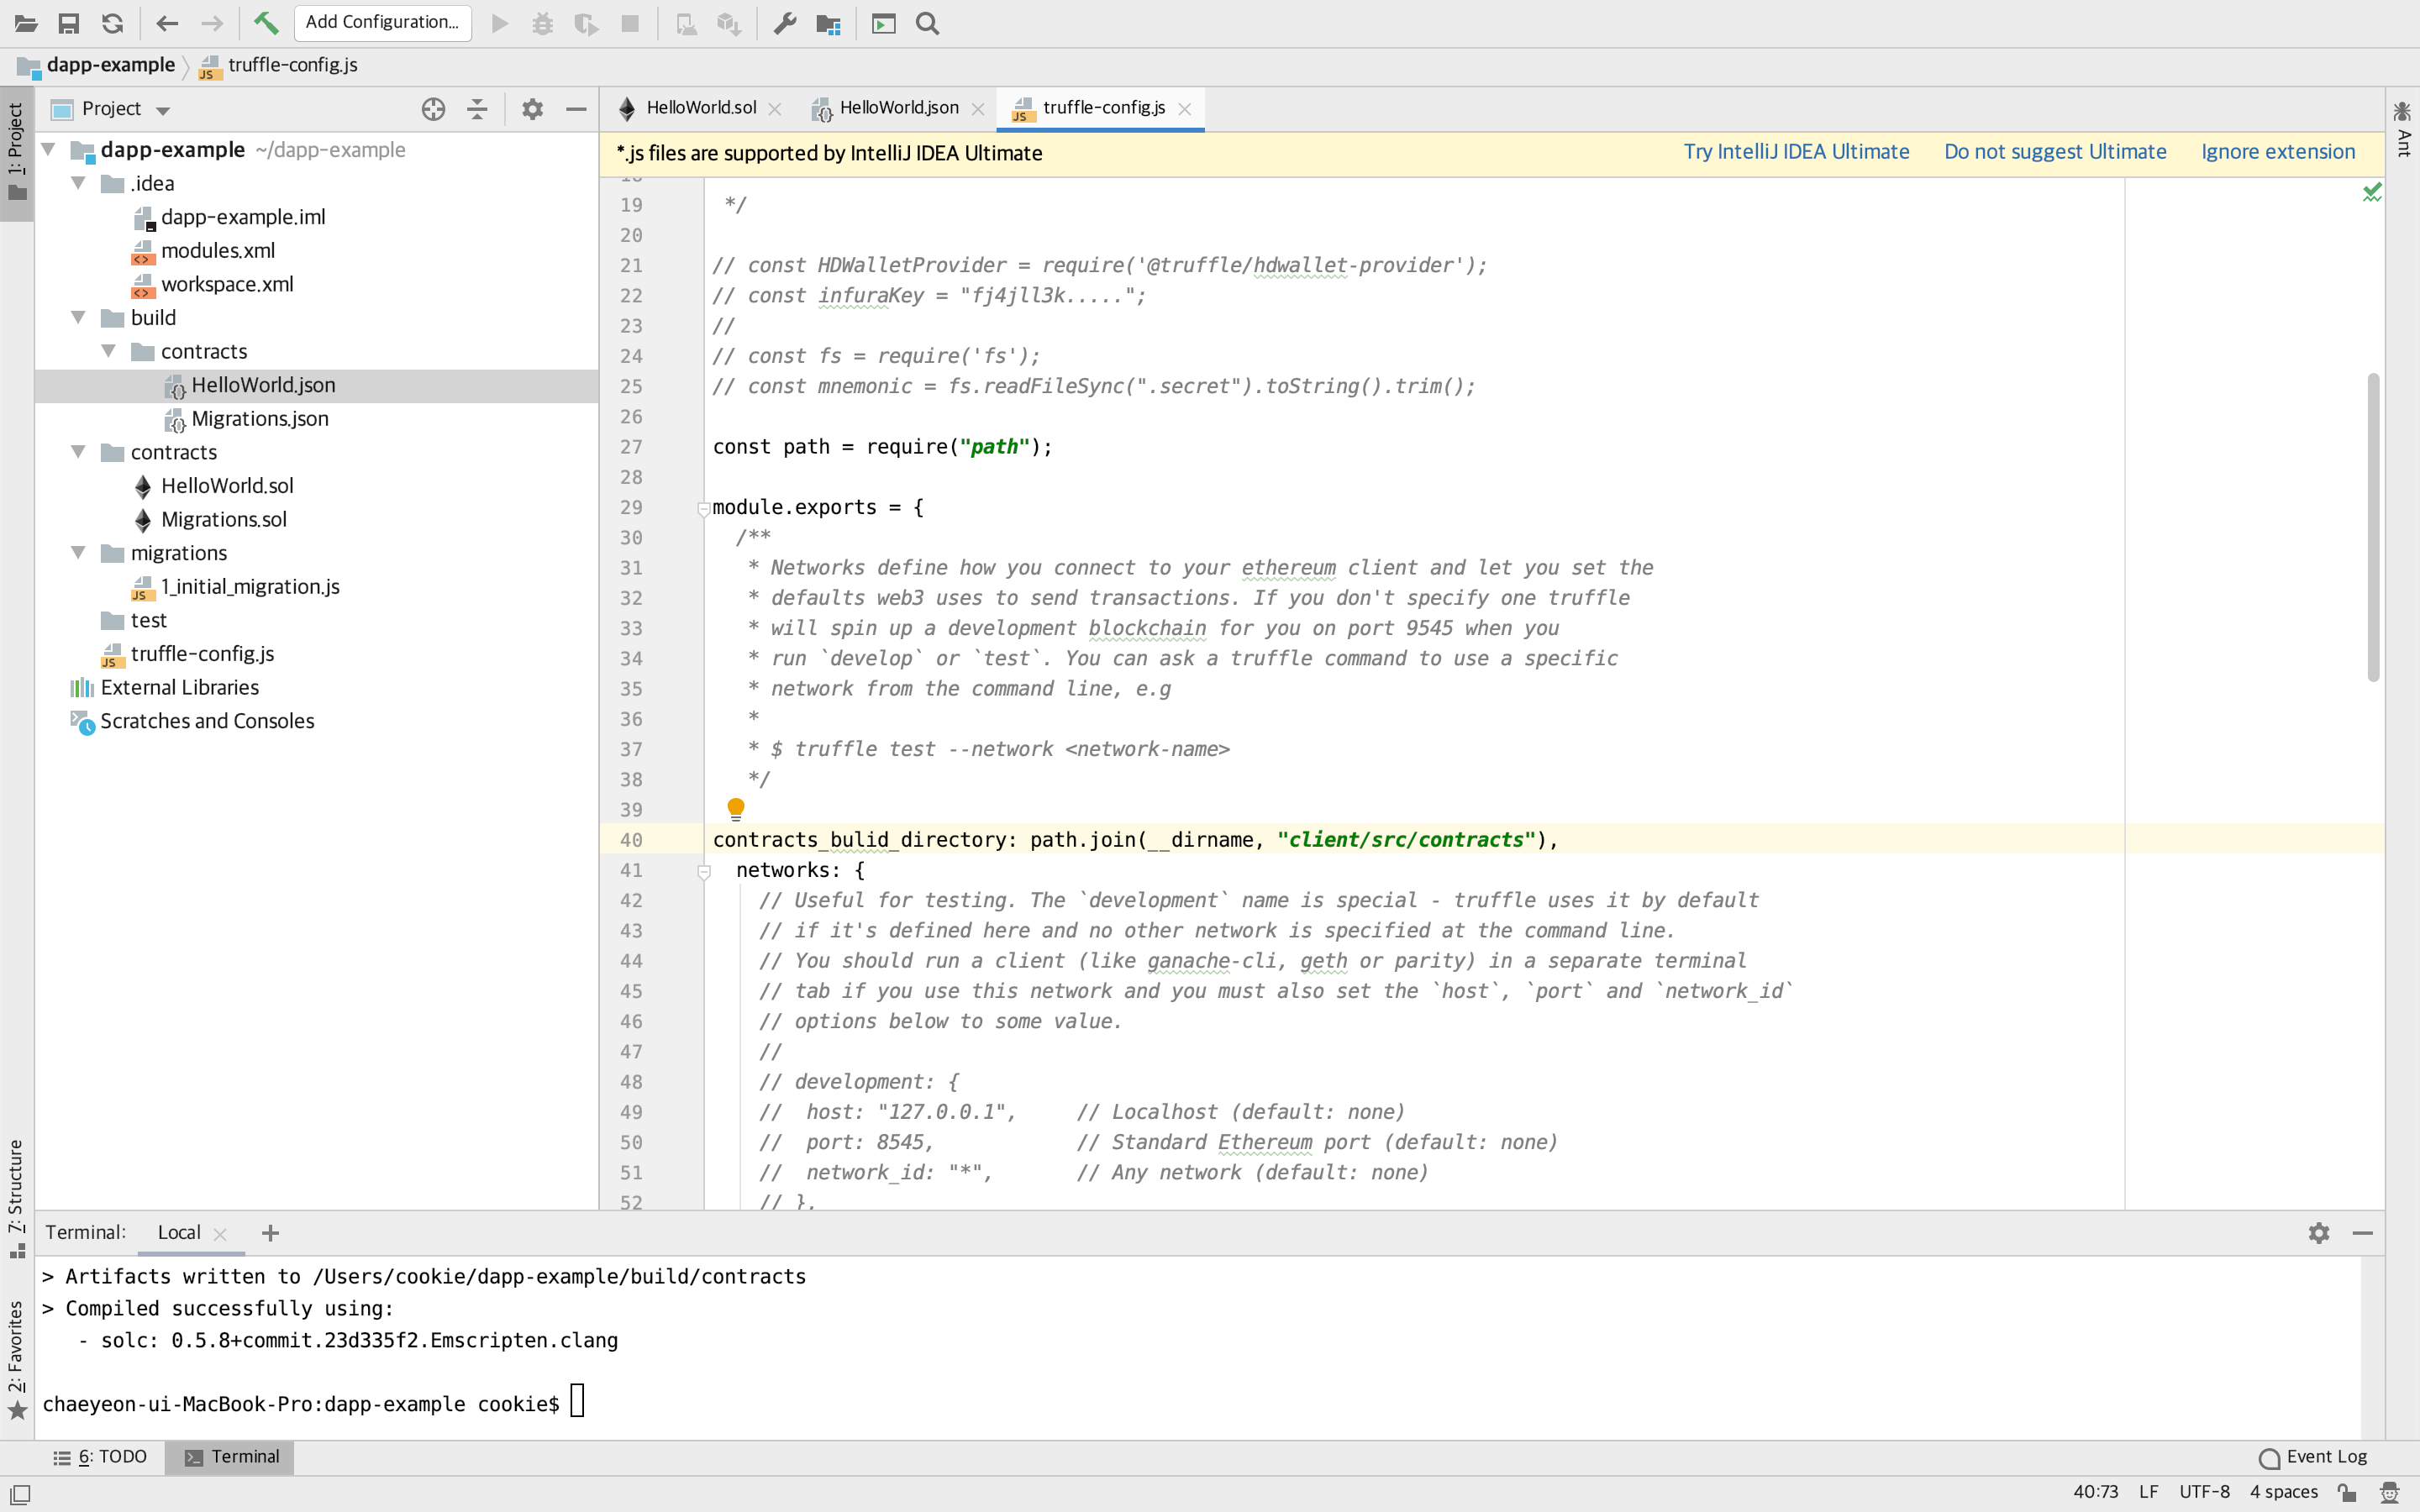 Add Configuration...
dapp-example
truffle-config.js
1: Project
Project
HelloWorld.sol
HelloWorld.json
truffle-config.js
Ant
dapp-example ~/dapp-example
.idea
dapp-example.iml
modules.xml
workspace.xml
build
contracts
HelloWorld.json
Migrations.json
contracts
HelloWorld.sol
Migrations.sol
migrations
1_initial_migration.js
test
truffle-config.js
External Libraries
Scratches and Consoles
*.js files are supported by IntelliJ IDEA Ultimate
Try IntelliJ IDEA Ultimate
Do not suggest Ultimate
Ignore extension
19 */
20
21 // const HDWalletProvider = require('@truffle/hdwallet-provider');
22 // const infuraKey = "fj4jll3k.....";
23 //
24 // const fs = require('fs');
25 // const mnemonic = fs.readFileSync(".secret").toString().trim();
26
27 const path = require("path");
28
29 module.exports = {
30 /**
31 * Networks define how you connect to your ethereum client and let you set the
32 * defaults web3 uses to send transactions. If you don't specify one truffle
33 * will spin up a development blockchain for you on port 9545 when you
34 * run `develop` or `test`. You can ask a truffle command to use a specific
35 * network from the command line, e.g
36 *
37 * $ truffle test --network <network-name>
38 */
39
40 contracts_bulid_directory: path.join(__dirname, "client/src/contracts"),
41 networks: {
42 // Useful for testing. The `development` name is special - truffle uses it by default
43 // if it's defined here and no other network is specified at the command line.
44 // You should run a client (like ganache-cli, geth or parity) in a separate terminal
45 // tab if you use this network and you must also set the `host`, `port` and `network_id`
46 // options below to some value.
47 //
48 // development: {
49 //  host: "127.0.0.1",     // Localhost (default: none)
50 //  port: 8545,            // Standard Ethereum port (default: none)
51 //  network_id: "*",       // Any network (default: none)
52 // },
7: Structure
2: Favorites
Terminal:
Local
> Artifacts written to /Users/cookie/dapp-example/build/contracts
> Compiled successfully using:
- solc: 0.5.8+commit.23d335f2.Emscripten.clang
chaeyeon-ui-MacBook-Pro:dapp-example cookie$
6: TODO
Terminal
Event Log
40:73 LF UTF-8 4 spaces